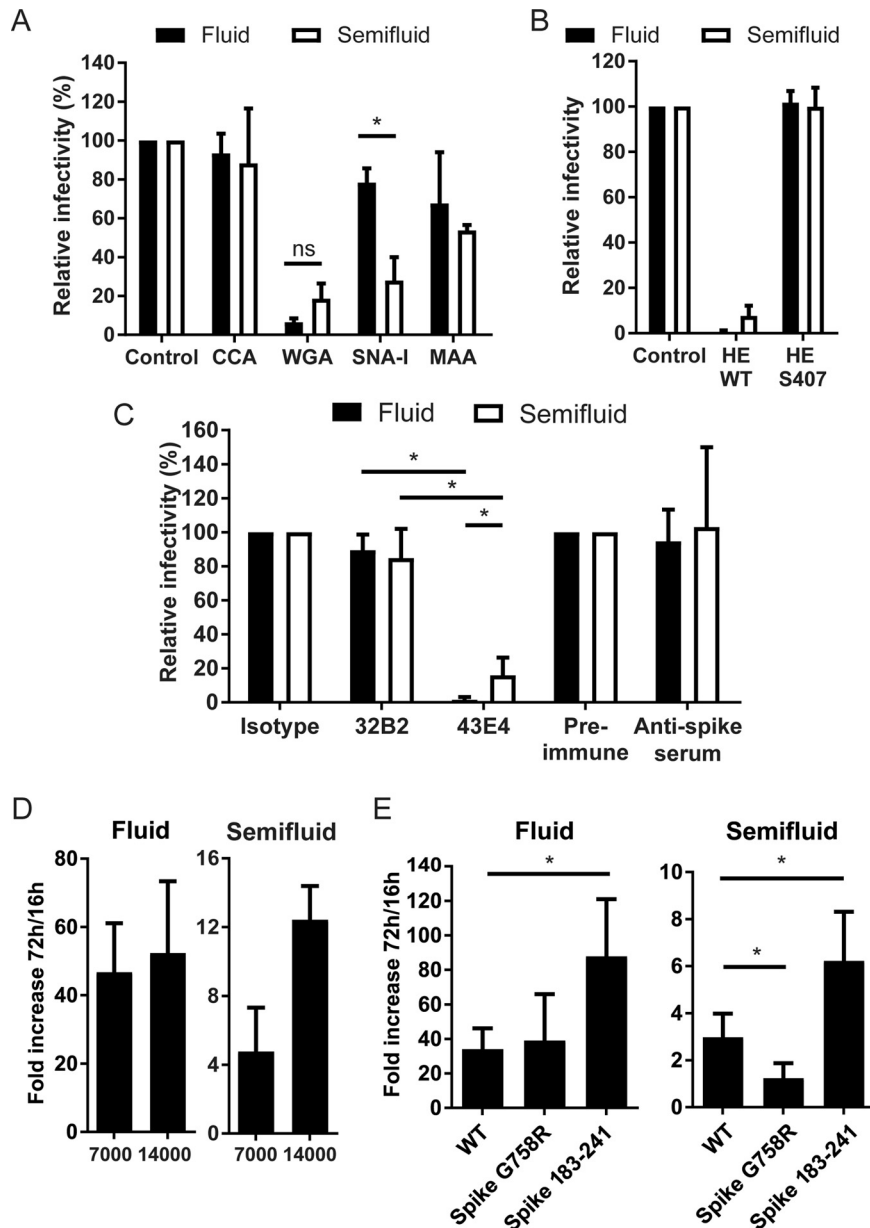 A
Fluid Semifluid
Relative infectivity (%)
140
120
100
80
60
40
20
0
ns
*
Control CCA WGA SNA-I MAA
B
Fluid Semifluid
Relative infectivity
120
100
80
60
40
20
0
Control HE HE
WT S407
C
Fluid Semifluid
Relative infectivity (%)
160
140
120
100
80
60
40
20
0
*
*
*
Isotype 32B2 43E4 Pre- Anti-spike
immune serum
D
Fluid
Fold increase 72h/16h
80
60
40
20
0
7000 14000
Semifluid
16
12
8
4
0
7000 14000
E
Fluid
Fold increase 72h/16h
140
120
100
80
60
40
20
0
*
WT
Spike G758R
Spike 183-241
Semifluid
10
8
6
4
2
0
*
*
WT
Spike G758R
Spike 183-241